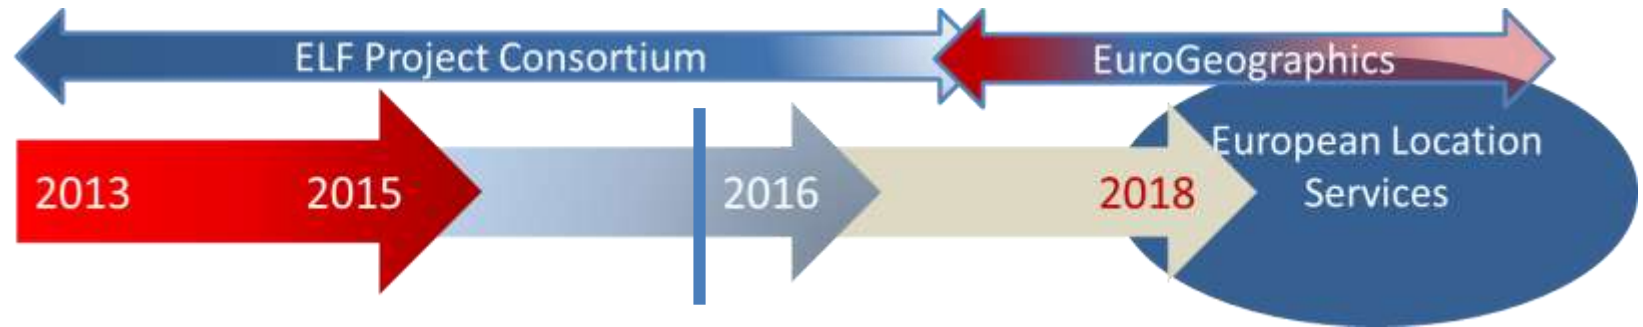 ELF Project Consortium
EuroGeographics
2013
2015
2016
2018
European Location
Services